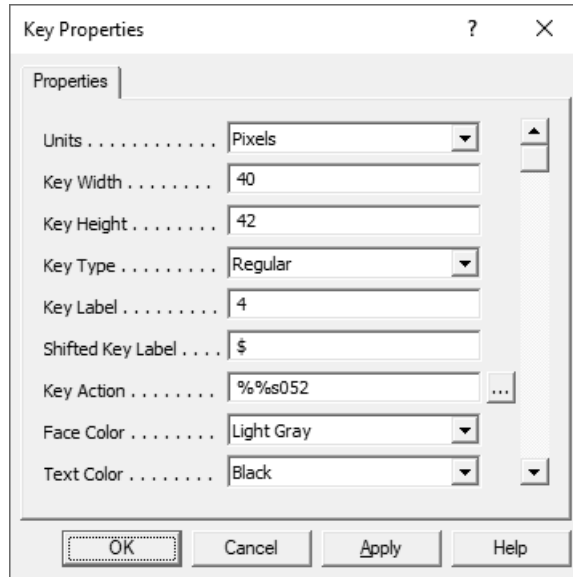 Key Properties ?
Properties
Units . . . . . . . . . . . . Pixels
Key Width . . . . . . . . 40
Key Height . . . . . . . . 42
Key Type . . . . . . . . . Regular
Key Label . . . . . . . . . 4
Shifted Key Label . . . . $
Key Action . . . . . . . . %%s052 ...
Face Color . . . . . . . . Light Gray
Text Color . . . . . . . . Black
OK Cancel Apply Help